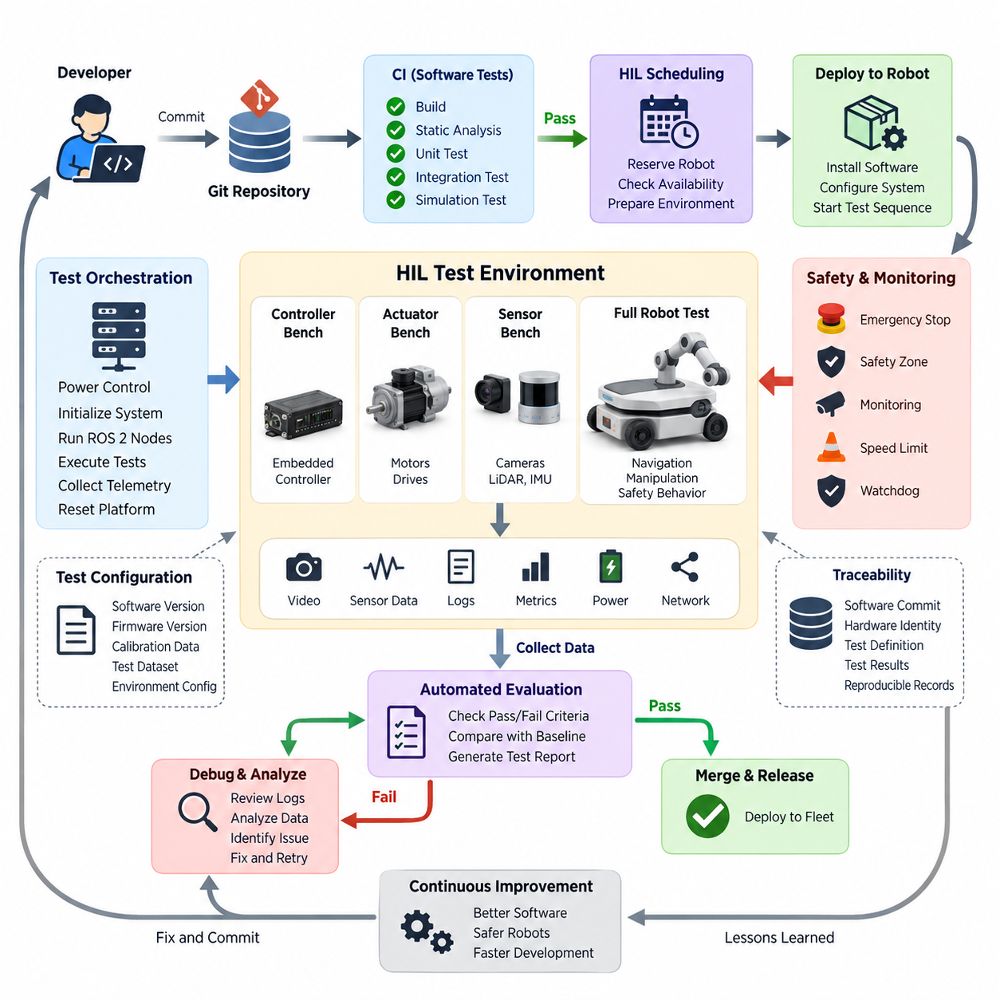 Developer
Commit
Git Repository
</>
CI (Software Tests)
Build
Static Analysis
Unit Test
Integration Test
Simulation Test
Pass
HIL Scheduling
Reserve Robot
Check Availability
Prepare Environment
Deploy to Robot
Install Software
Configure System
Start Test Sequence
Test Orchestration
Power Control
Initialize System
Run ROS 2 Nodes
Execute Tests
Collect Telemetry
Reset Platform
HIL Test Environment
Controller
Bench
Embedded
Controller
Actuator
Bench
Motors
Drives
Sensor
Bench
Cameras
LiDAR, IMU
Full Robot Test
Navigation
Manipulation
Safety Behavior
Safety & Monitoring
Emergency Stop
Safety Zone
Monitoring
Speed Limit
Watchdog
Video
Sensor Data
Logs
Metrics
Power
Network
Test Configuration
Software Version
Firmware Version
Calibration Data
Test Dataset
Environment Config
Traceability
Software Commit
Hardware Identity
Test Definition
Test Results
Reproducible Records
Collect Data
Automated Evaluation
Check Pass/Fail Criteria
Compare with Baseline
Generate Test Report
Pass
Fail
Debug & Analyze
Review Logs
Analyze Data
Identify Issue
Fix and Retry
Merge & Release
Deploy to Fleet
Continuous Improvement
Better Software
Safer Robots
Faster Development
Fix and Commit
Lessons Learned